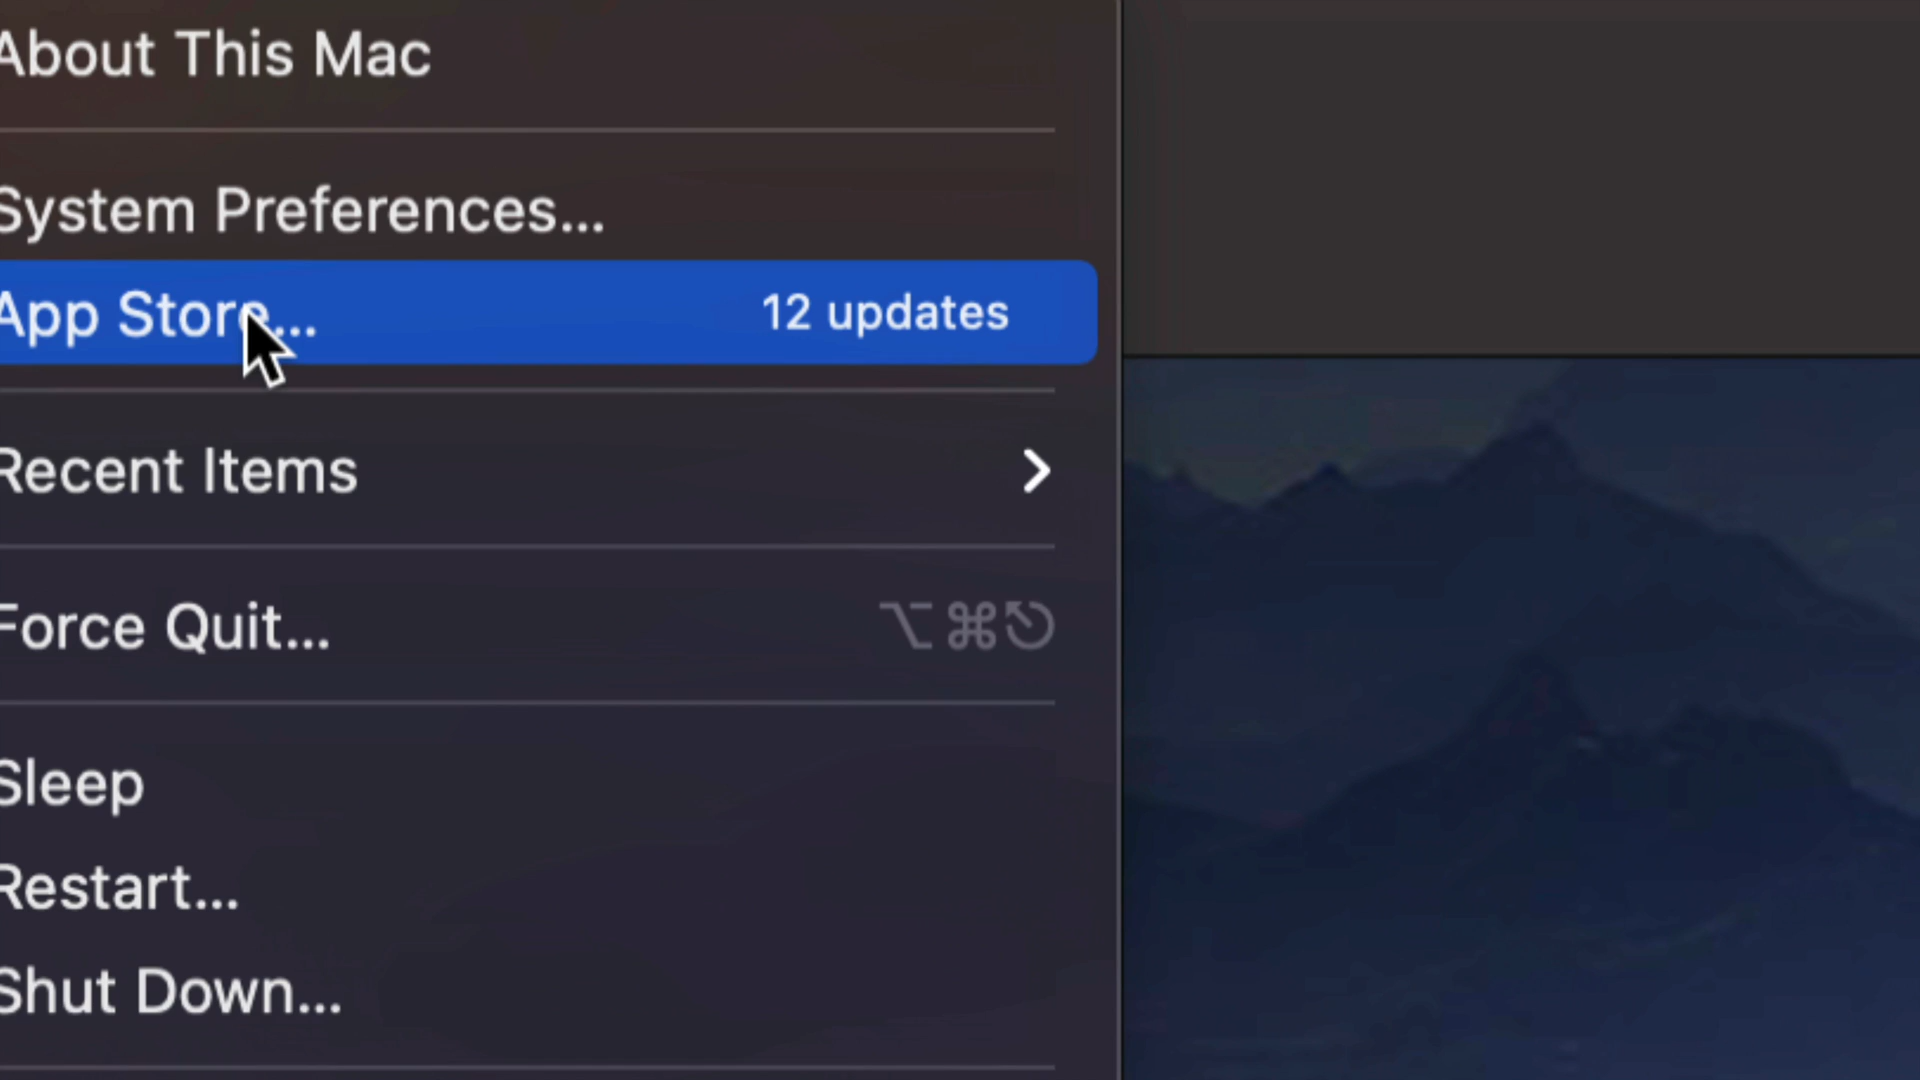 About This Mac
System Preferences...
App Store... 12 updates
Recent Items
Force Quit... ⌥⌘⎋
Sleep
Restart...
Shut Down...